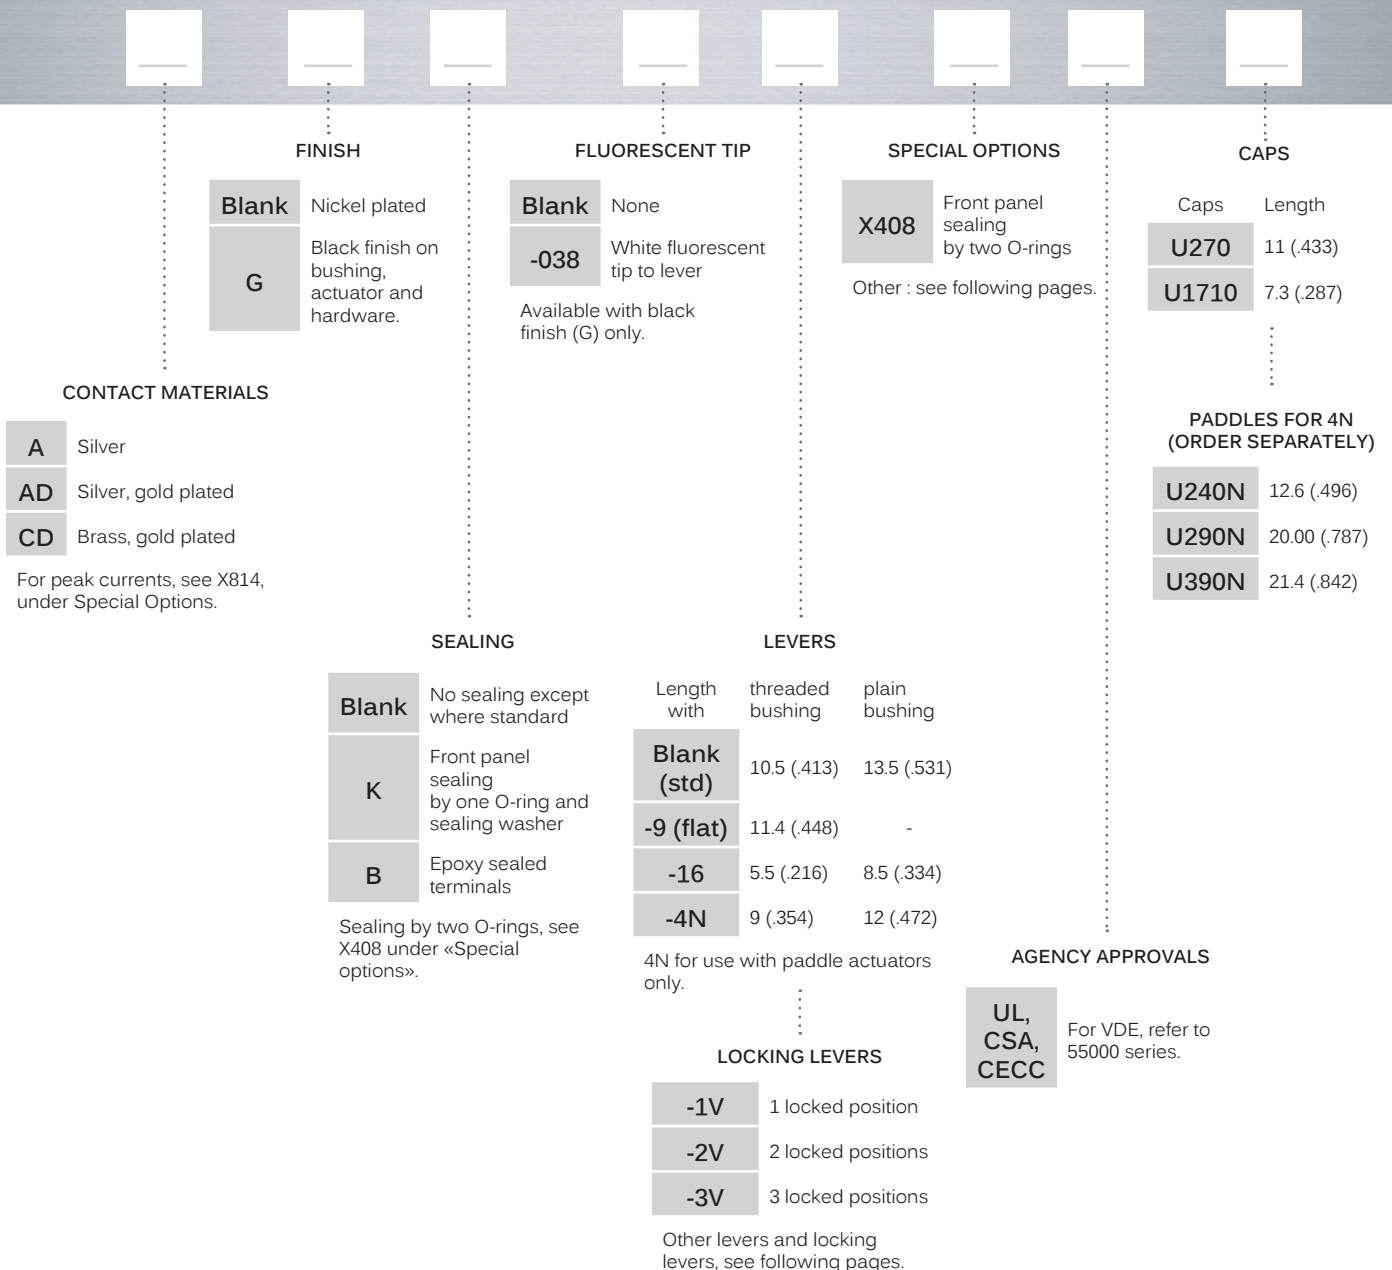 FINISH
Blank Nickel plated
G Black finish on
bushing,
actuator and
hardware.
FLUORESCENT TIP
Blank None
-038 White fluorescent
tip to lever
Available with black
finish (G) only.
SPECIAL OPTIONS
X408 Front panel
sealing
by two O-rings
Other : see following pages.
CAPS
Caps Length
U270 11 (.433)
U1710 7.3 (.287)
PADDLES FOR 4N
(ORDER SEPARATELY)
U240N 12.6 (.496)
U290N 20.00 (.787)
U390N 21.4 (.842)
CONTACT MATERIALS
A Silver
AD Silver, gold plated
CD Brass, gold plated
For peak currents, see X814,
under Special Options.
SEALING
Blank No sealing except
where standard
K Front panel
sealing
by one O-ring and
sealing washer
B Epoxy sealed
terminals
Sealing by two O-rings, see
X408 under «Special
options».
LEVERS
Length threaded plain
with bushing bushing
Blank
(std) 10.5 (.413) 13.5 (.531)
-9 (flat) 11.4 (.448) -
-16 5.5 (.216) 8.5 (.334)
-4N 9 (.354) 12 (.472)
4N for use with paddle actuators
only.
LOCKING LEVERS
-1V 1 locked position
-2V 2 locked positions
-3V 3 locked positions
Other levers and locking
levers, see following pages.
AGENCY APPROVALS
UL,
CSA,
CECC
For VDE, refer to
55000 series.